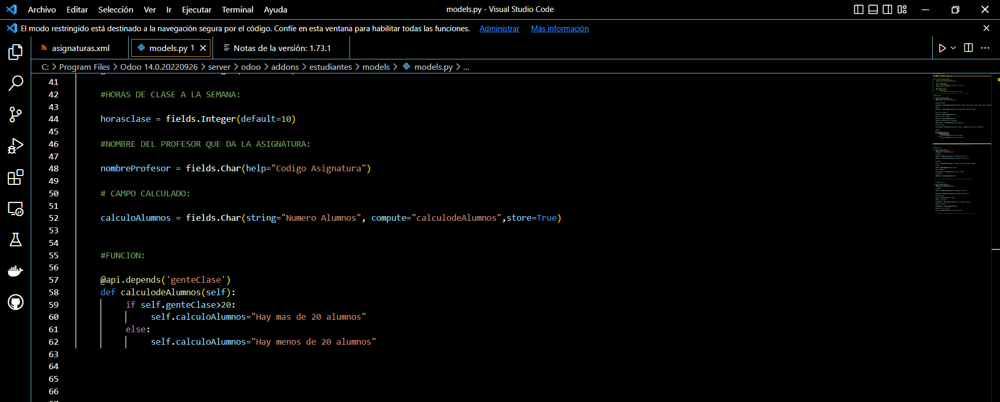 Archivo Editar Selección Ver Ir Ejecutar Terminal Ayuda models.py - Visual Studio Code
El modo restringido está destinado a la navegación segura por el código. Confíe en esta ventana para habilitar todas las funciones. Administrar Más información
asignaturas.xml models.py 1 Notas de la versión: 1.73.1
C: > Program Files > Odoo 14.0.20220926 > server > odoo > addons > estudiantes > models > models.py > ...
41
42 #HORAS DE CLASE A LA SEMANA:
43
44 horasclase = fields.Integer(default=10)
45
46 #NOMBRE DEL PROFESOR QUE DA LA ASIGNATURA:
47
48 nombreProfesor = fields.Char(help="Codigo Asignatura")
49
50 # CAMPO CALCULADO:
51
52 calculoAlumnos = fields.Char(string="Numero Alumnos", compute="calculodeAlumnos",store=True)
53
54
55 #FUNCION:
56
57 @api.depends('genteClase')
58 def calculodeAlumnos(self):
59 if self.genteClase>20:
60 self.calculoAlumnos="Hay mas de 20 alumnos"
61 else:
62 self.calculoAlumnos="Hay menos de 20 alumnos"
63
64
65
66